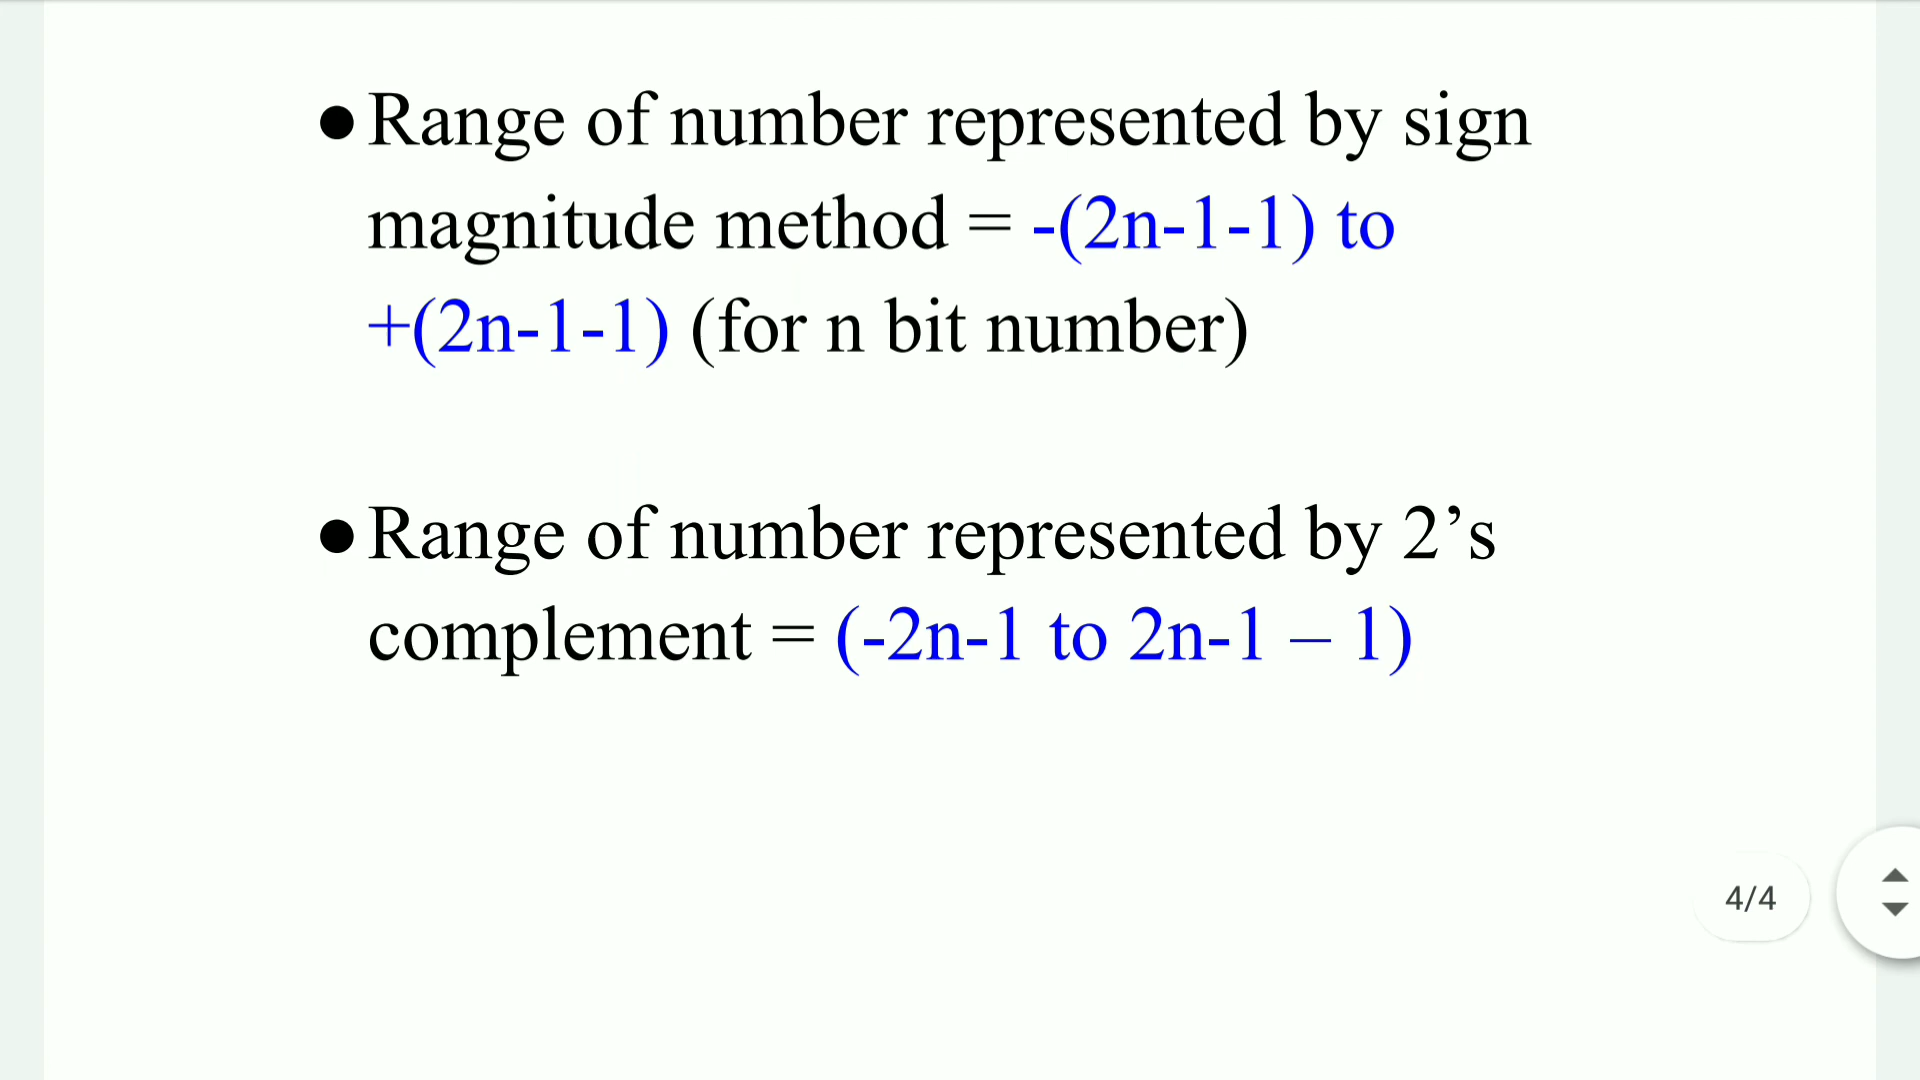 ●Range of number represented by sign
magnitude method = -(2n-1-1) to
+(2n-1-1) (for n bit number)
●Range of number represented by 2’s
complement = (-2n-1 to 2n-1 – 1)
4/4